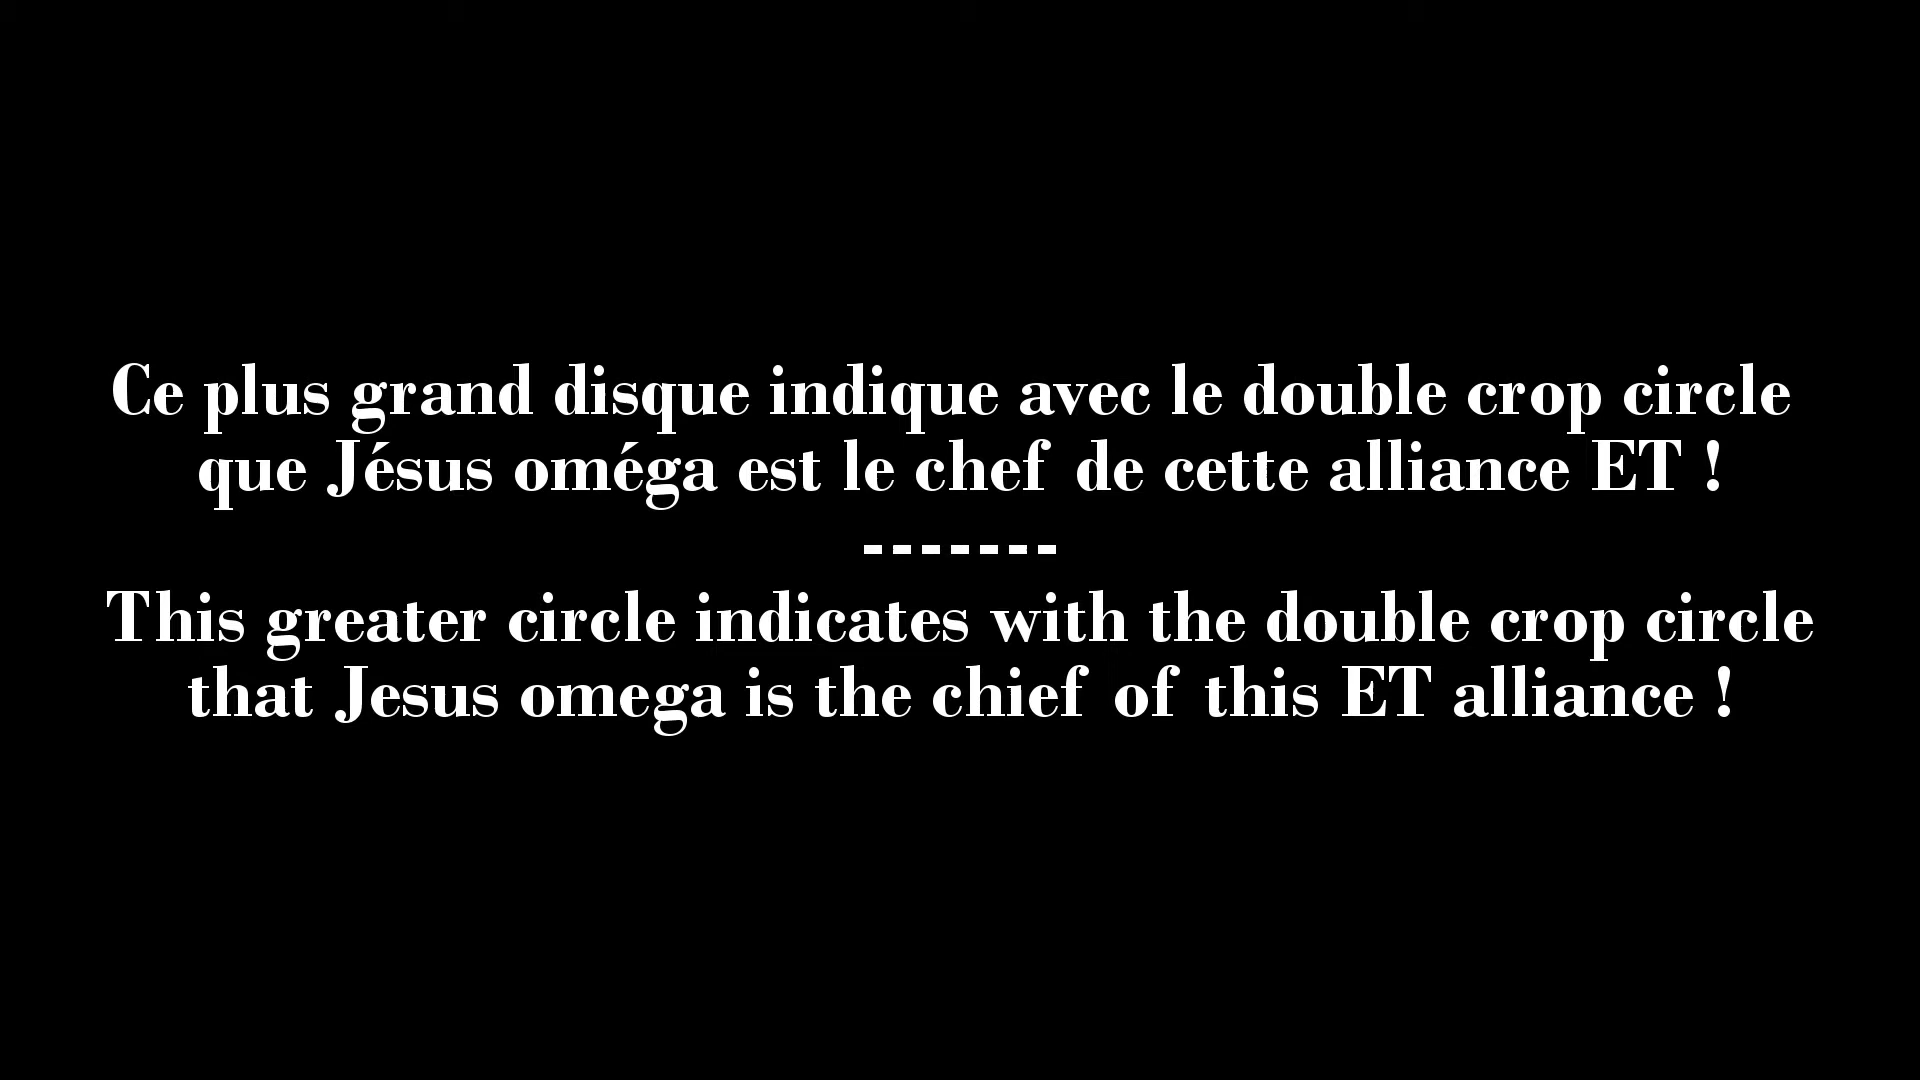 Ce plus grand disque indique avec le double crop circle
que Jésus oméga est le chef de cette alliance ET !
-------
This greater circle indicates with the double crop circle
that Jesus omega is the chief of this ET alliance !